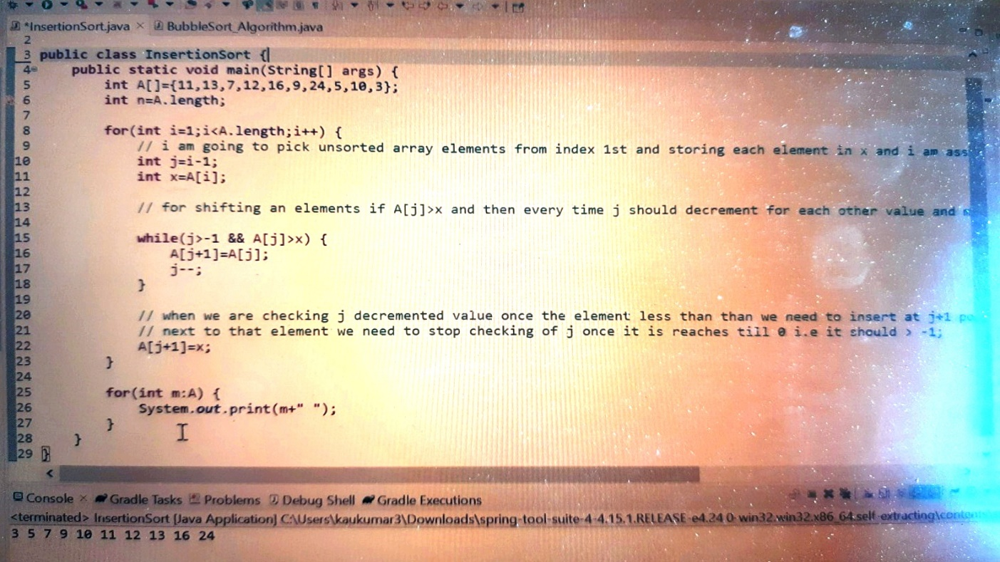 *InsertionSort.java × BubbleSort_Algorithm.java
2
3 public class InsertionSort {
4 public static void main(String[] args) {
5 int A[]={11,13,7,12,16,9,24,5,10,3};
6 int n=A.length;
7
8 for(int i=1;i<A.length;i++) {
9 // i am going to pick unsorted array elements from index 1st and storing each element in x and i am ass
10 int j=i-1;
11 int x=A[i];
12
13 // for shifting an elements if A[j]>x and then every time j should decrement for each other value and
14
15 while(j>-1 && A[j]>x) {
16 A[j+1]=A[j];
17 j--;
18 }
19
20 // when we are checking j decremented value once the element less than than we need to insert at j+1 po
21 // next to that element we need to stop checking of j once it is reaches till 0 i.e it should > -1;
22 A[j+1]=x;
23 }
24
25 for(int m:A) {
26 System.out.print(m+" ");
27 }
28 }
29 }
Console × Gradle Tasks Problems Debug Shell Gradle Executions
<terminated> InsertionSort [Java Application] C:\Users\kaukumar3\Downloads\spring-tool-suite-4-4.15.1.RELEASE-e4.24.0-win32.win32.x86_64.self-extracting\contents
3 5 7 9 10 11 12 13 16 24